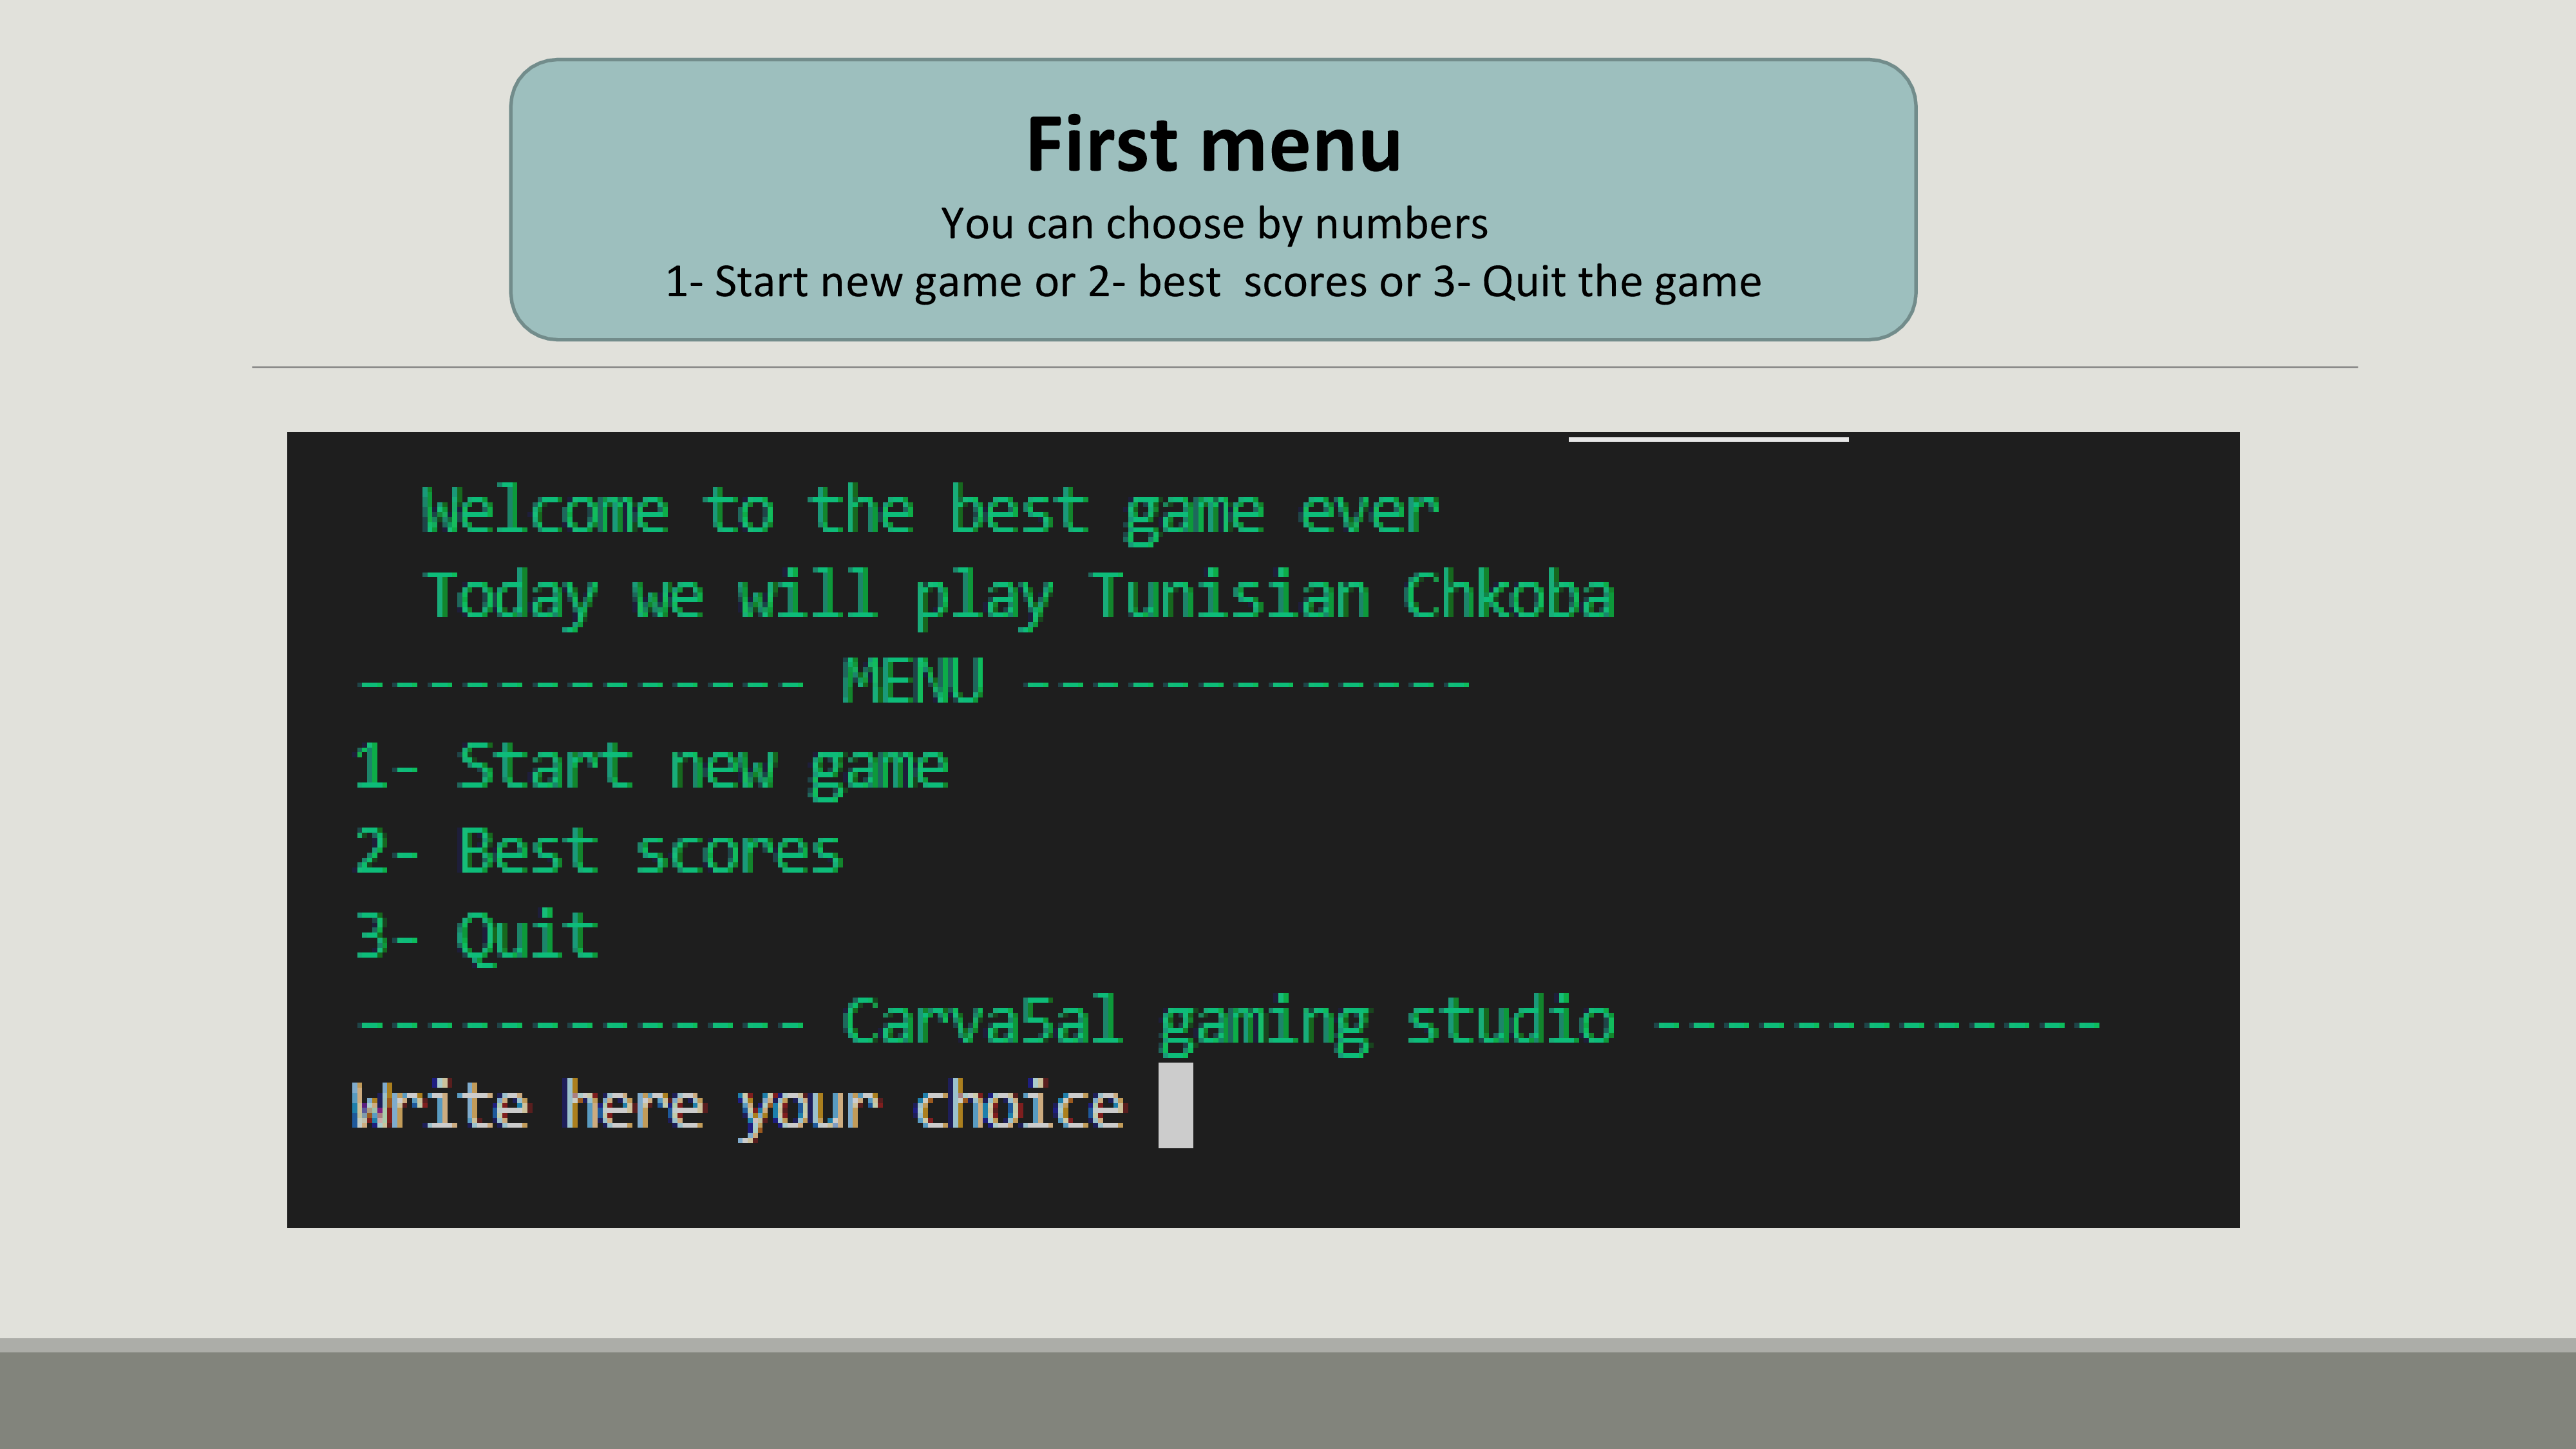 First menu
You can choose by numbers
1- Start new game or 2- best  scores or 3- Quit the game
Welcome to the best game ever
Today we will play Tunisian Chkoba
------------- MENU -------------
1- Start new game
2- Best scores
3- Quit
------------- Carva5al gaming studio -------------
Write here your choice